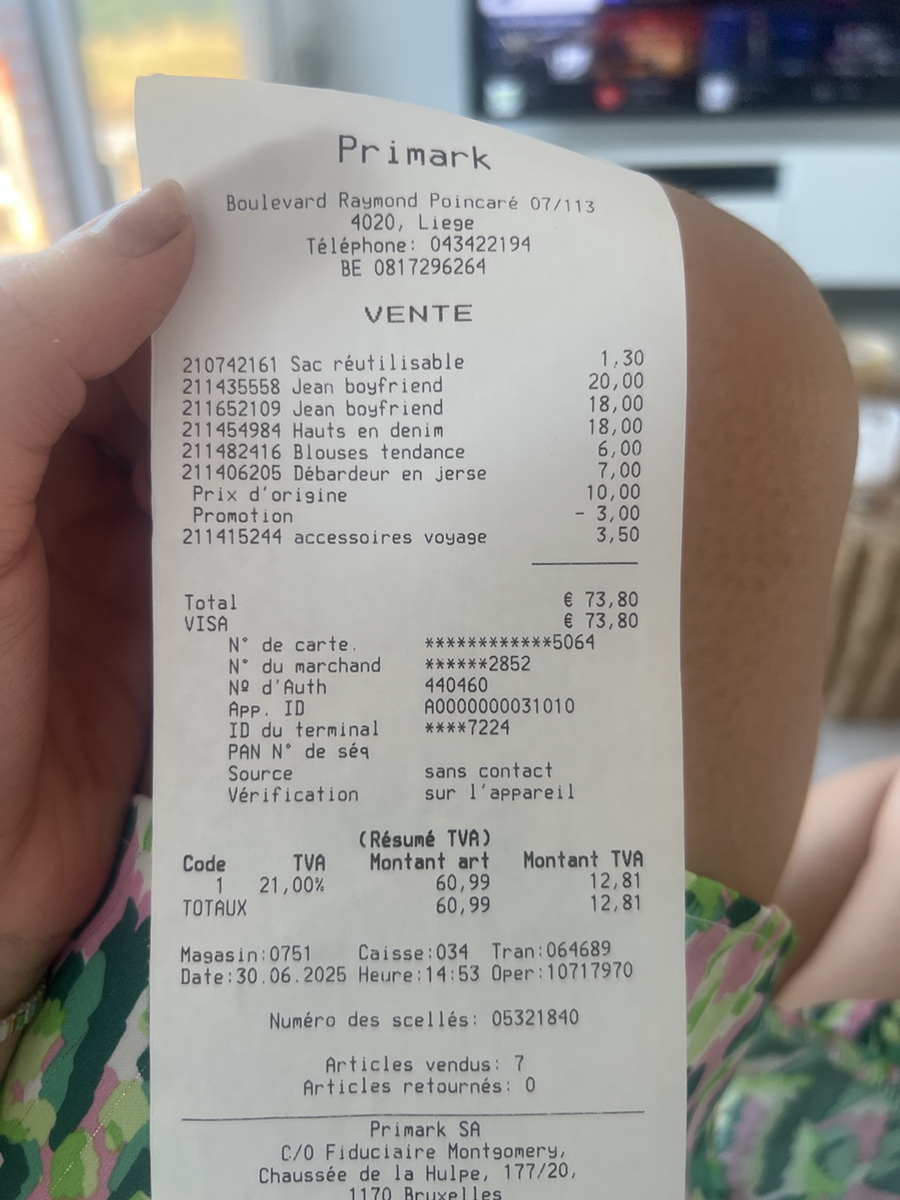 Primark
Boulevard Raymond Poincaré 07/113
4020, Liege
Téléphone: 043422194
BE 0817296264
VENTE
210742161 Sac réutilisable 1,30
211435558 Jean boyfriend 20,00
211652109 Jean boyfriend 18,00
211454984 Hauts en denim 18,00
211482416 Blouses tendance 6,00
211406205 Débardeur en jerse 7,00
Prix d'origine 10,00
Promotion - 3,00
211415244 accessoires voyage 3,50
Total € 73,80
VISA € 73,80
N° de carte. ************5064
N° du marchand ******2852
Nº d'Auth 440460
App. ID A0000000031010
ID du terminal ****7224
PAN N° de séq
Source sans contact
Vérification sur l'appareil
(Résumé TVA)
Code TVA Montant art Montant TVA
1 21,00% 60,99 12,81
TOTAUX 60,99 12,81
Magasin:0751 Caisse:034 Tran:064689
Date:30.06.2025 Heure:14:53 Oper:10717970
Numéro des scellés: 05321840
Articles vendus: 7
Articles retournés: 0
Primark SA
C/O Fiduciaire Montgomery,
Chaussée de la Hulpe, 177/20,
1170 Bruxelles